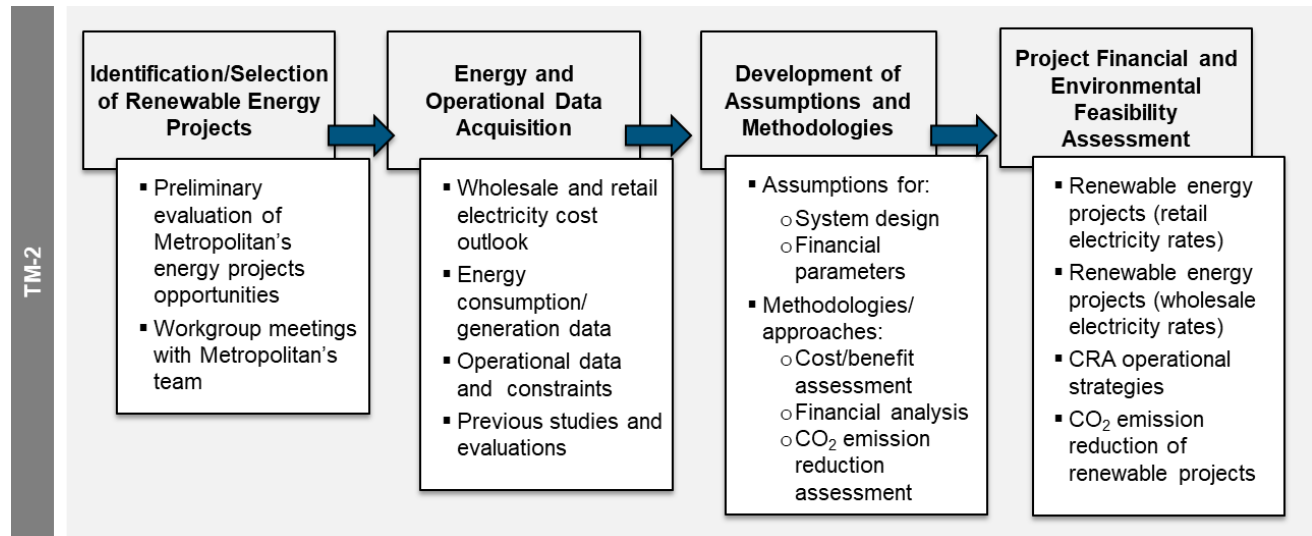 TM-2
Identification/Selection
of Renewable Energy
Projects
▪ Preliminary
evaluation of
Metropolitan's
energy projects
opportunities
▪ Workgroup meetings
with Metropolitan's
team
Energy and
Operational Data
Acquisition
▪ Wholesale and retail
electricity cost
outlook
▪ Energy
consumption/
generation data
▪ Operational data
and constraints
▪ Previous studies and
evaluations
Development of
Assumptions and
Methodologies
▪ Assumptions for:
○ System design
○ Financial
parameters
▪ Methodologies/
approaches:
○ Cost/benefit
assessment
○ Financial analysis
○ CO₂ emission
reduction
assessment
Project Financial and
Environmental
Feasibility
Assessment
▪ Renewable energy
projects (retail
electricity rates)
▪ Renewable energy
projects (wholesale
electricity rates)
▪ CRA operational
strategies
▪ CO₂ emission
reduction of
renewable projects